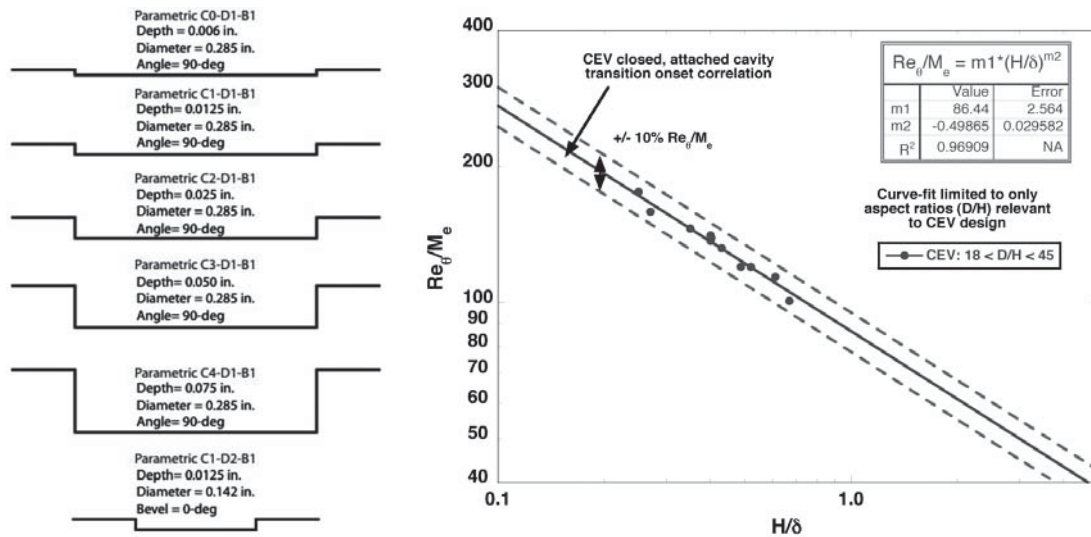 Parametric C0-D1-B1
Depth = 0.006 in.
Diameter = 0.285 in.
Angle= 90-deg
Parametric C1-D1-B1
Depth= 0.0125 in.
Diameter = 0.285 in.
Angle= 90-deg
Parametric C2-D1-B1
Depth= 0.025 in.
Diameter = 0.285 in.
Angle= 90-deg
Parametric C3-D1-B1
Depth= 0.050 in.
Diameter = 0.285 in.
Angle= 90-deg
Parametric C4-D1-B1
Depth= 0.075 in.
Diameter = 0.285 in.
Angle= 90-deg
Parametric C1-D2-B1
Depth= 0.0125 in.
Diameter = 0.142 in.
Bevel = 0-deg
400
300
200
100
90
80
70
60
50
40
Re_θ/M_e
0.1
1.0
H/δ
CEV closed, attached cavity
transition onset correlation
+/- 10% Re_θ/M_e
Re_θ/M_e = m1*(H/δ)^m2
Value Error
m1 86.44 2.564
m2 -0.49865 0.029582
R² 0.96909 NA
Curve-fit limited to only
aspect ratios (D/H) relevant
to CEV design
CEV: 18 < D/H < 45